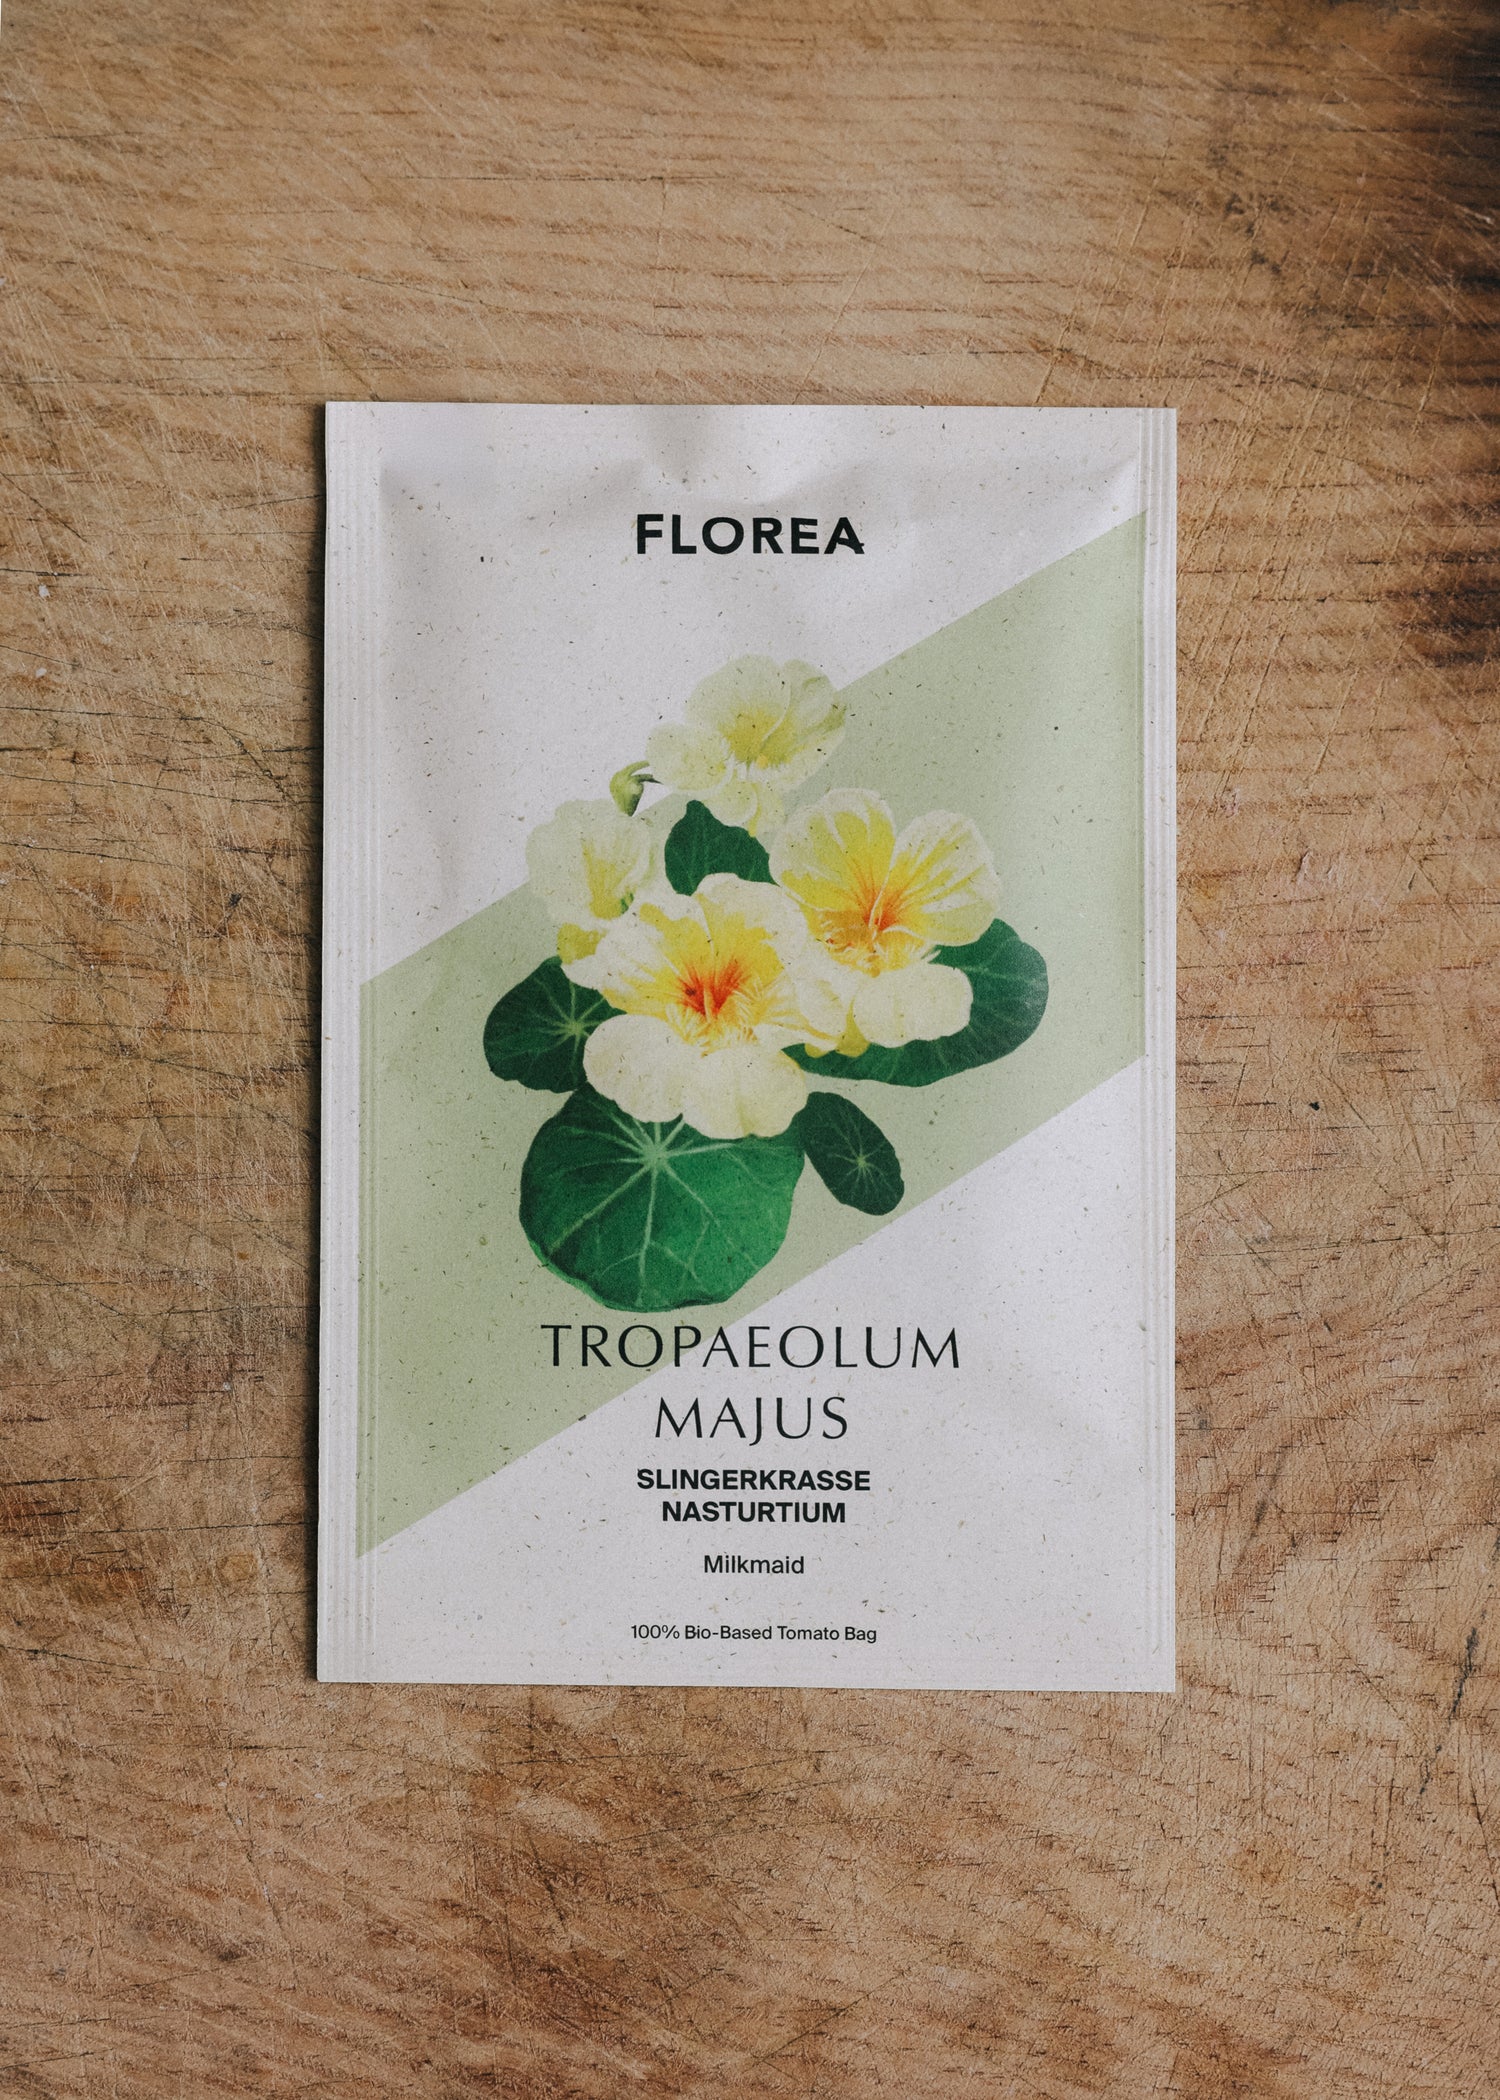 FLOREA
TROPAEOLUM
MAJUS
SLINGERKRASSE
NASTURTIUM
Milkmaid
100% Bio-Based Tomato Bag